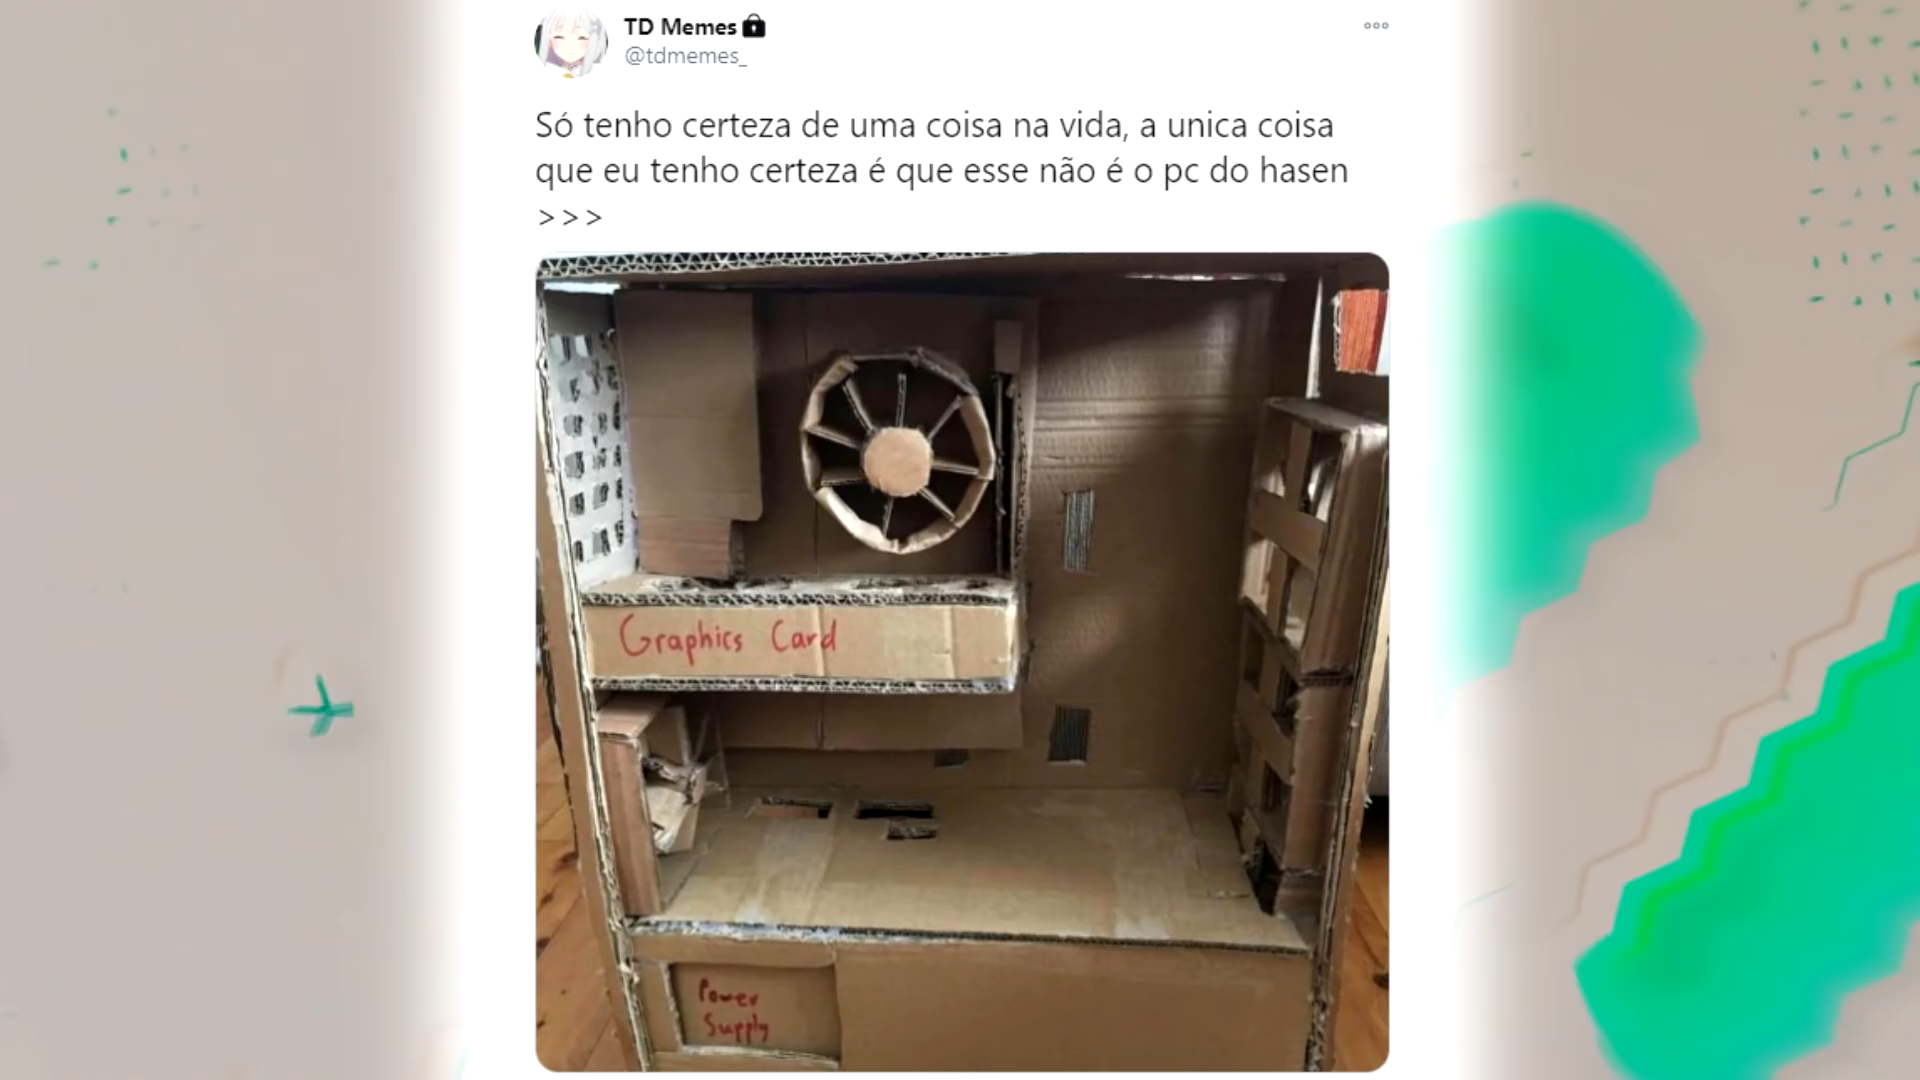 TD Memes
@tdmemes_
Só tenho certeza de uma coisa na vida, a unica coisa
que eu tenho certeza é que esse não é o pc do hasen
>>>
Graphics Card
Power
Supply